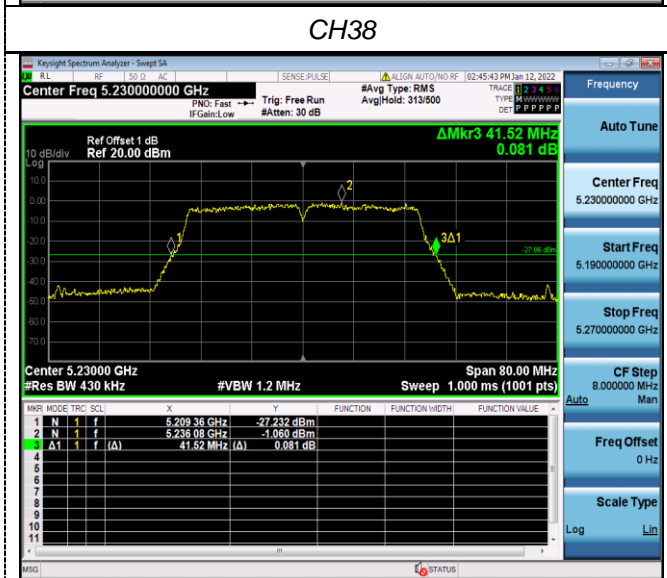 CH38
Keysight Spectrum Analyzer - Swept SA
RL RF 50 Ω AC SENSE:PULSE ALIGN AUTO/NO RF 02:45:43 PM Jan 12, 2022
Center Freq 5.230000000 GHz
PNO: Fast Trig: Free Run
IFGain:Low #Atten: 30 dB
#Avg Type: RMS
Avg|Hold: 313/500
TRACE 1 2 3 4 5 6
TYPE M WWWWW
DET P P P P P P
Ref Offset 1 dB
10 dB/div Ref 20.00 dBm
Log
ΔMkr3 41.52 MHz
0.081 dB
10.0
0.00
-10.0
-20.0
-30.0
-40.0
-50.0
-60.0
-70.0
1
2
3Δ1
-27.06 dBm
Center 5.23000 GHz Span 80.00 MHz
#Res BW 430 kHz #VBW 1.2 MHz Sweep 1.000 ms (1001 pts)
MKR MODE TRC SCL X Y FUNCTION FUNCTION WIDTH FUNCTION VALUE
1 N 1 f 5.209 36 GHz -27.232 dBm
2 N 1 f 5.236 08 GHz -1.060 dBm
3 Δ1 1 f (Δ) 41.52 MHz (Δ) 0.081 dB
4
5
6
7
8
9
10
11
MSG STATUS
Frequency
Auto Tune
Center Freq
5.230000000 GHz
Start Freq
5.190000000 GHz
Stop Freq
5.270000000 GHz
CF Step
8.000000 MHz
Auto Man
Freq Offset
0 Hz
Scale Type
Log Lin